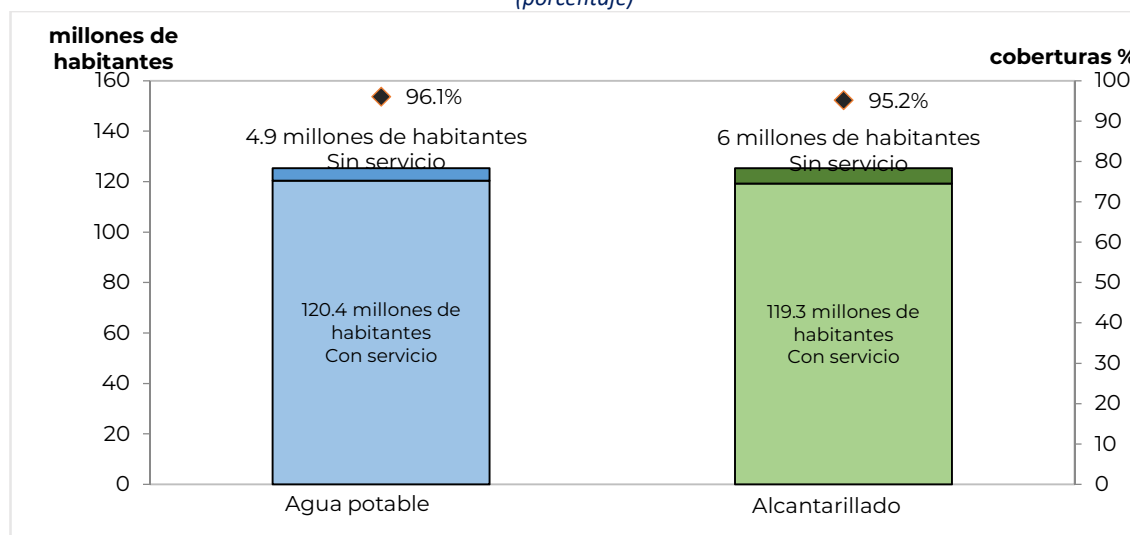 (porcentaje)
millones de
habitantes
coberturas %
160
140
120
100
80
60
40
20
0
96.1%
4.9 millones de habitantes
Sin servicio
120.4 millones de
habitantes
Con servicio
Agua potable
95.2%
6 millones de habitantes
Sin servicio
119.3 millones de
habitantes
Con servicio
Alcantarillado
100
90
80
70
60
50
40
30
20
10
0